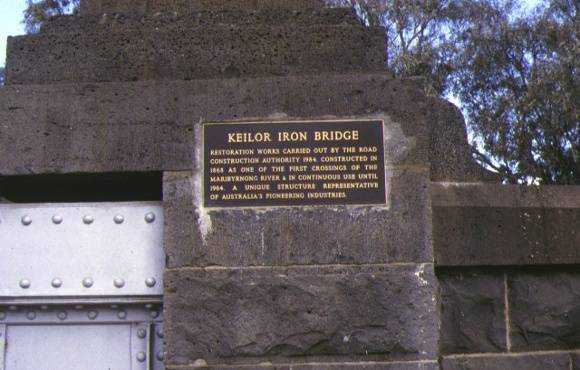 KEILOR IRON BRIDGE
RESTORATION WORKS CARRIED OUT BY THE ROAD
CONSTRUCTION AUTHORITY 1984. CONSTRUCTED IN
1868 AS ONE OF THE FIRST CROSSINGS OF THE
MARIBYRNONG RIVER & IN CONTINUOUS USE UNTIL
1964. A UNIQUE STRUCTURE REPRESENTATIVE
OF AUSTRALIA'S PIONEERING INDUSTRIES.